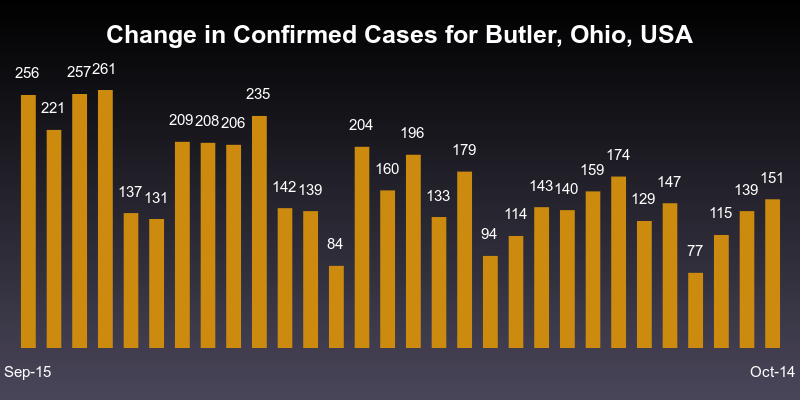 Change in Confirmed Cases for Butler, Ohio, USA
256 221 257 261 137 131 209 208 206 235 142 139 84 204 160 196 133 179 94 114 143 140 159 174 129 147 77 115 139 151
Sep-15 Oct-14